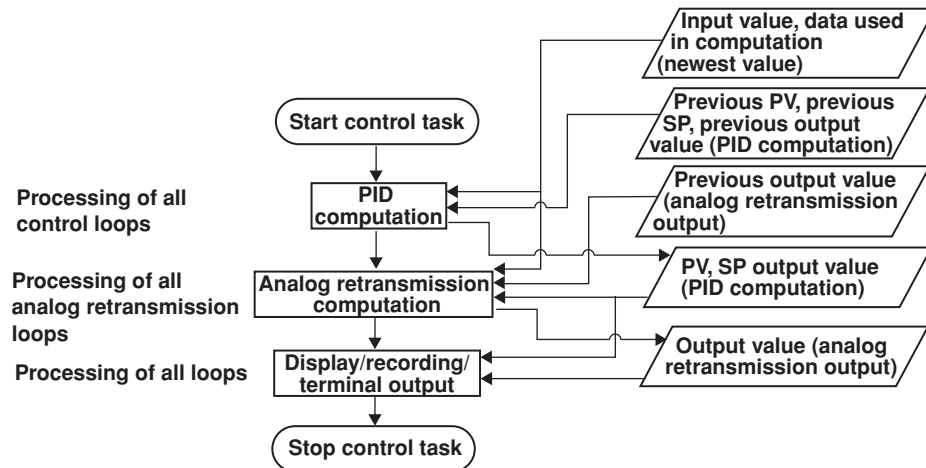 Input value, data used
in computation
(newest value)
Start control task
Previous PV, previous
SP, previous output
value (PID computation)
Processing of all
control loops
PID
computation
Previous output value
(analog retransmission
output)
Processing of all
analog retransmission
loops
Analog retransmission
computation
PV, SP output value
(PID computation)
Processing of all loops
Display/recording/
terminal output
Output value (analog
retransmission output)
Stop control task